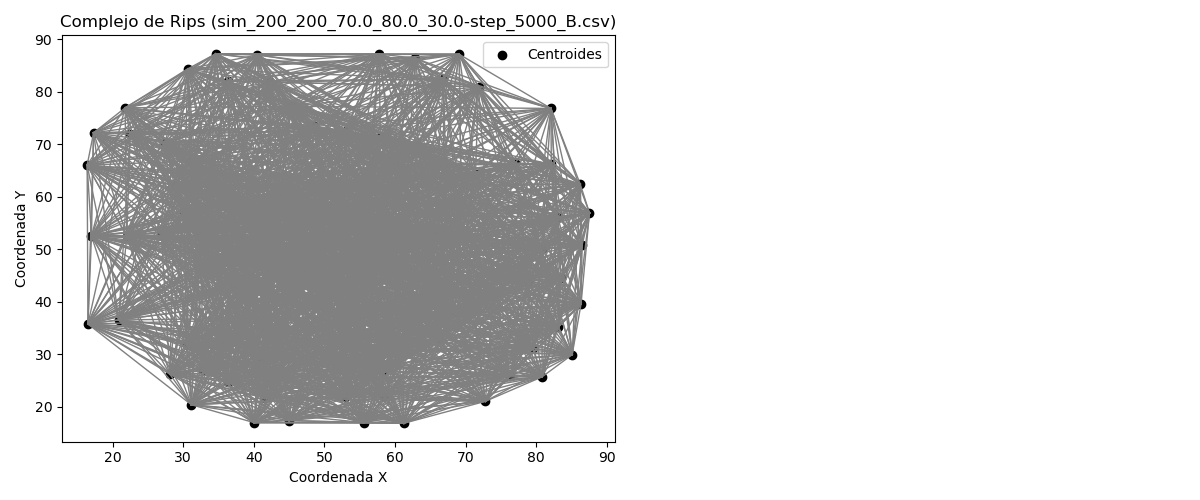 Complejo de Rips (sim_200_200_70.0_80.0_30.0-step_5000_B.csv)
Centroides
90
80
70
60
50
40
30
20
Coordenada Y
20 30 40 50 60 70 80 90
Coordenada X